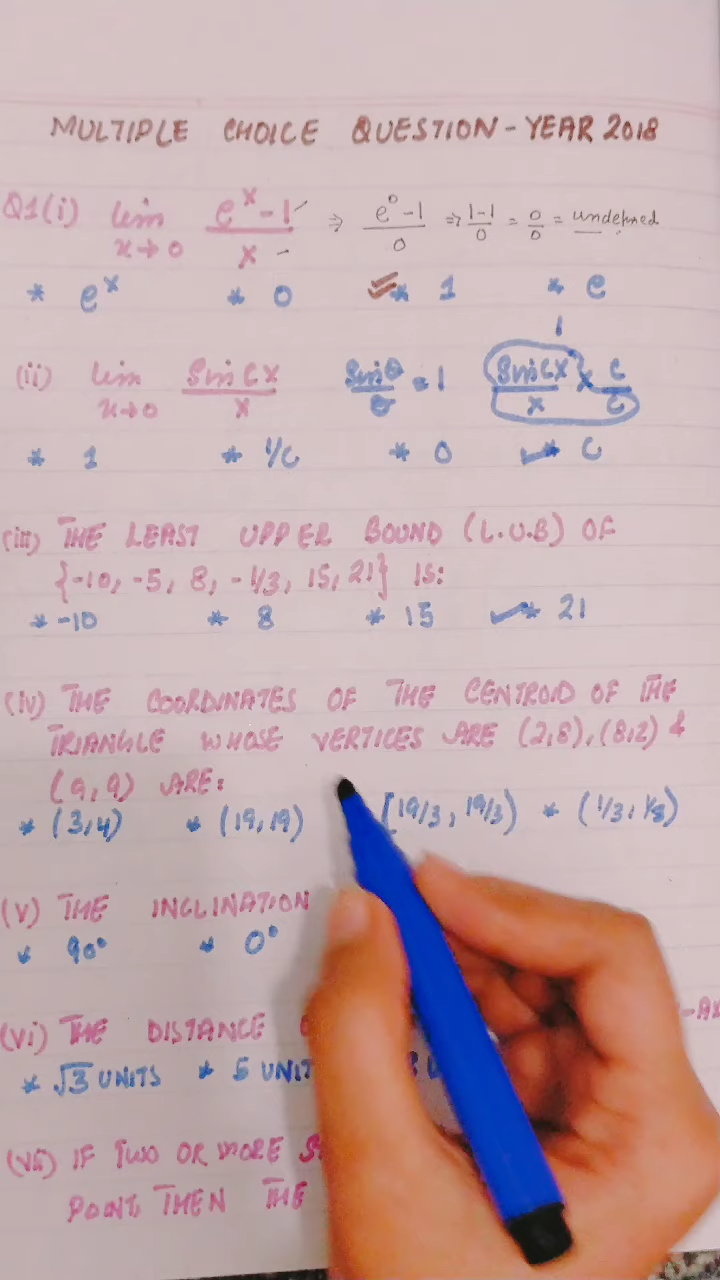 MULTIPLE CHOICE QUESTION - YEAR 2018
Q1(i) lim x→0 (e^x - 1)/x ⇒ (e^0 - 1)/0 ⇒ (1-1)/0 = 0/0 = undefined
* e^x * 0 * 1 * e
1
(ii) lim x→0 Sin Cx/x Sinθ/θ = 1 Sin Cx/x × C/C
* 1 * 1/C * 0 * C
(iii) THE LEAST UPPER BOUND (L.U.B) OF
{-10, -5, 8, -1/3, 15, 21} IS:
* -10 * 8 * 15 * 21
(iv) THE COORDINATES OF THE CENTROID OF THE
TRIANGLE WHOSE VERTICES ARE (2,8), (8,2) &
(9,9) ARE:
* (3,4) * (19,19) [19/3, 19/3) * (1/3, 1/8)
(v) THE INCLINATION
* 90° * 0°
(vi) THE DISTANCE
* √3 UNITS * 5 UNIT
(vii) IF TWO OR MORE S
POINT THEN THE